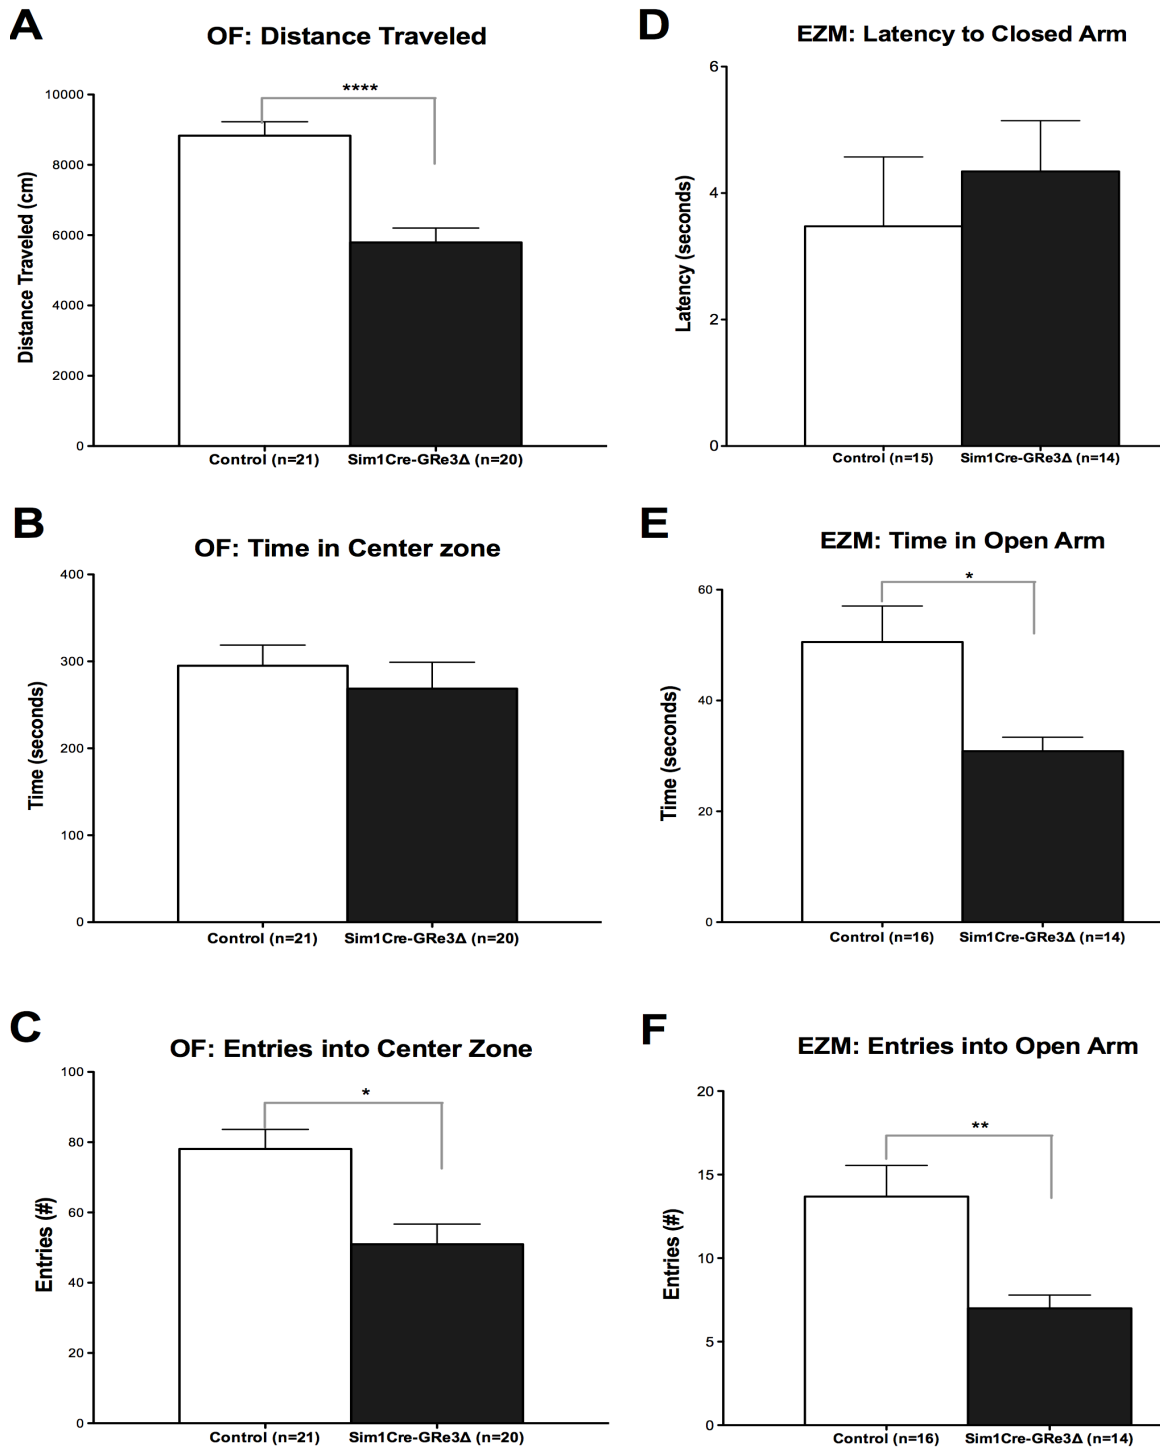 A
OF: Distance Traveled
****
10000
8000
6000
4000
2000
0
Distance Traveled (cm)
Control (n=21) Sim1Cre-GRe3Δ (n=20)
B
OF: Time in Center zone
400
300
200
100
0
Time (seconds)
Control (n=21) Sim1Cre-GRe3Δ (n=20)
C
OF: Entries into Center Zone
*
100
80
60
40
20
0
Entries (#)
Control (n=21) Sim1Cre-GRe3Δ (n=20)
D
EZM: Latency to Closed Arm
6
4
2
0
Latency (seconds)
Control (n=15) Sim1Cre-GRe3Δ (n=14)
E
EZM: Time in Open Arm
*
60
40
20
0
Time (seconds)
Control (n=16) Sim1Cre-GRe3Δ (n=14)
F
EZM: Entries into Open Arm
**
20
15
10
5
0
Entries (#)
Control (n=16) Sim1Cre-GRe3Δ (n=14)